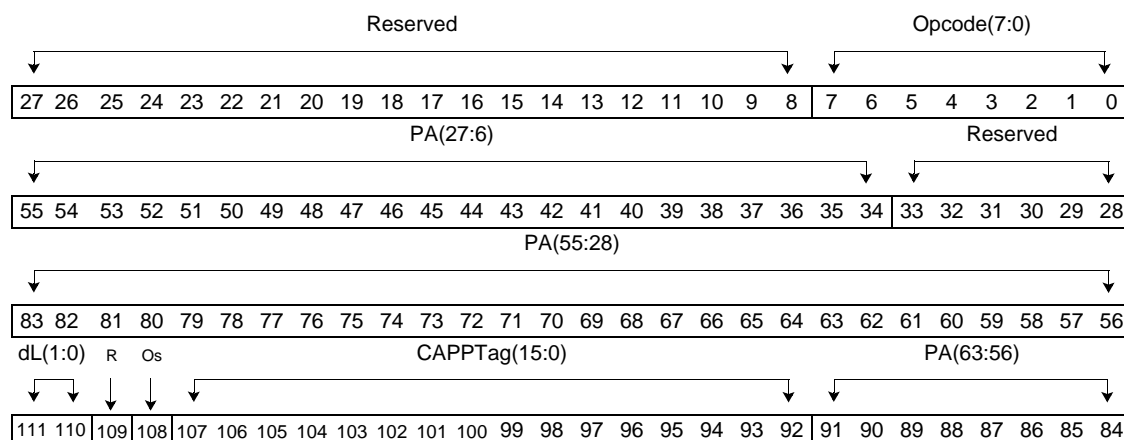 Reserved Opcode(7:0)
27 26 25 24 23 22 21 20 19 18 17 16 15 14 13 12 11 10 9 8 7 6 5 4 3 2 1 0
PA(27:6) Reserved
55 54 53 52 51 50 49 48 47 46 45 44 43 42 41 40 39 38 37 36 35 34 33 32 31 30 29 28
PA(55:28)
83 82 81 80 79 78 77 76 75 74 73 72 71 70 69 68 67 66 65 64 63 62 61 60 59 58 57 56
dL(1:0) R Os CAPPTag(15:0) PA(63:56)
111 110 109 108 107 106 105 104 103 102 101 100 99 98 97 96 95 94 93 92 91 90 89 88 87 86 85 84